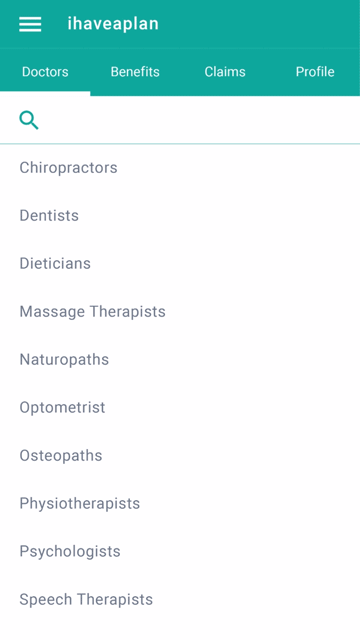 ihaveaplan
Doctors Benefits Claims Profile
Chiropractors
Dentists
Dieticians
Massage Therapists
Naturopaths
Optometrist
Osteopaths
Physiotherapists
Psychologists
Speech Therapists